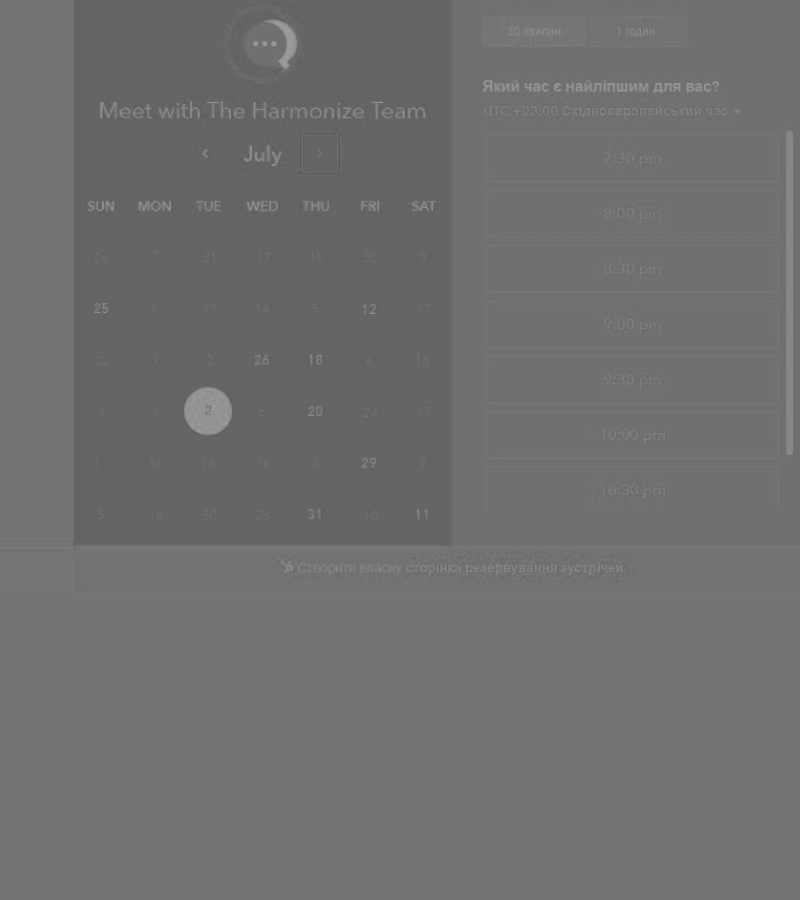 30 хвилин 1 годин
Який час є найліпшим для вас?
UTC +03:00 Східноєвропейський час
Meet with The Harmonize Team
July
SUN MON TUE WED THU FRI SAT
26 7 31 17 15 30 9
25 8 17 14 5 12 17
22 1 2 26 18 4 18
1 1 2 6 20 24 17
11 30 18 16 8 29 8
5 16 30 28 31 10 11
7:30 pm
8:00 pm
8:30 pm
9:00 pm
9:30 pm
10:00 pm
10:30 pm
Створити власну сторінка резервування зустрічей